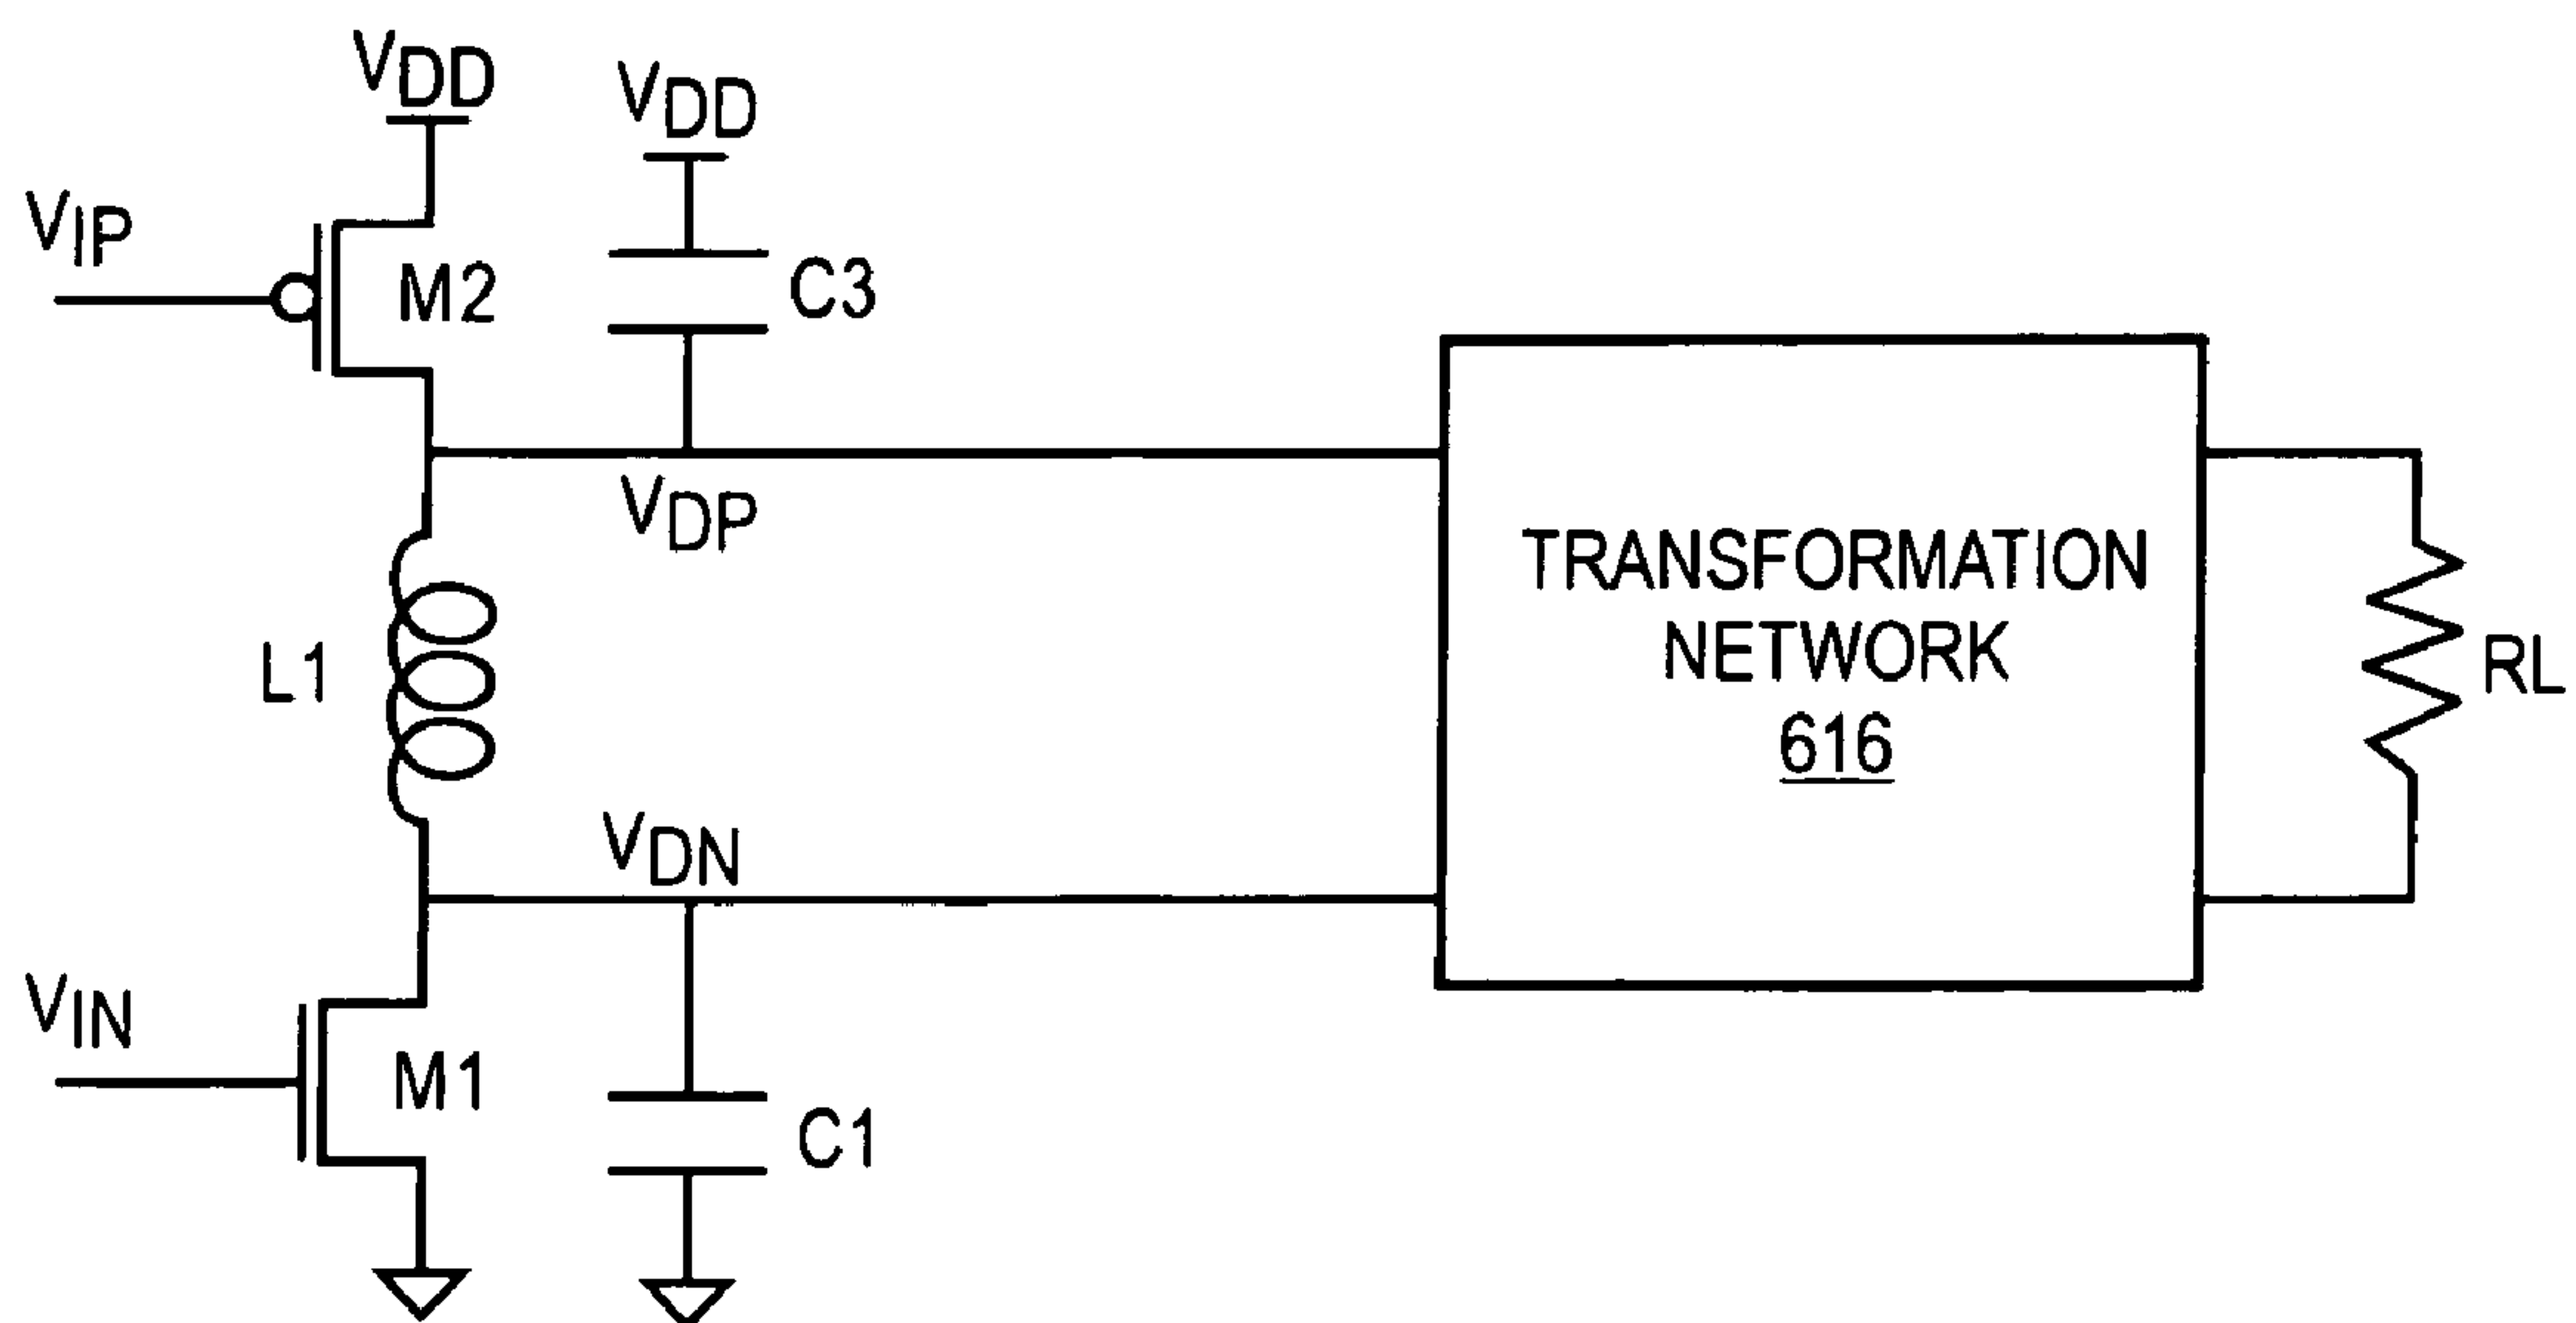 VDD
VDD
VIP
M2
C3
VDP
TRANSFORMATION
NETWORK
616
L1
RL
VDN
VIN
M1
C1